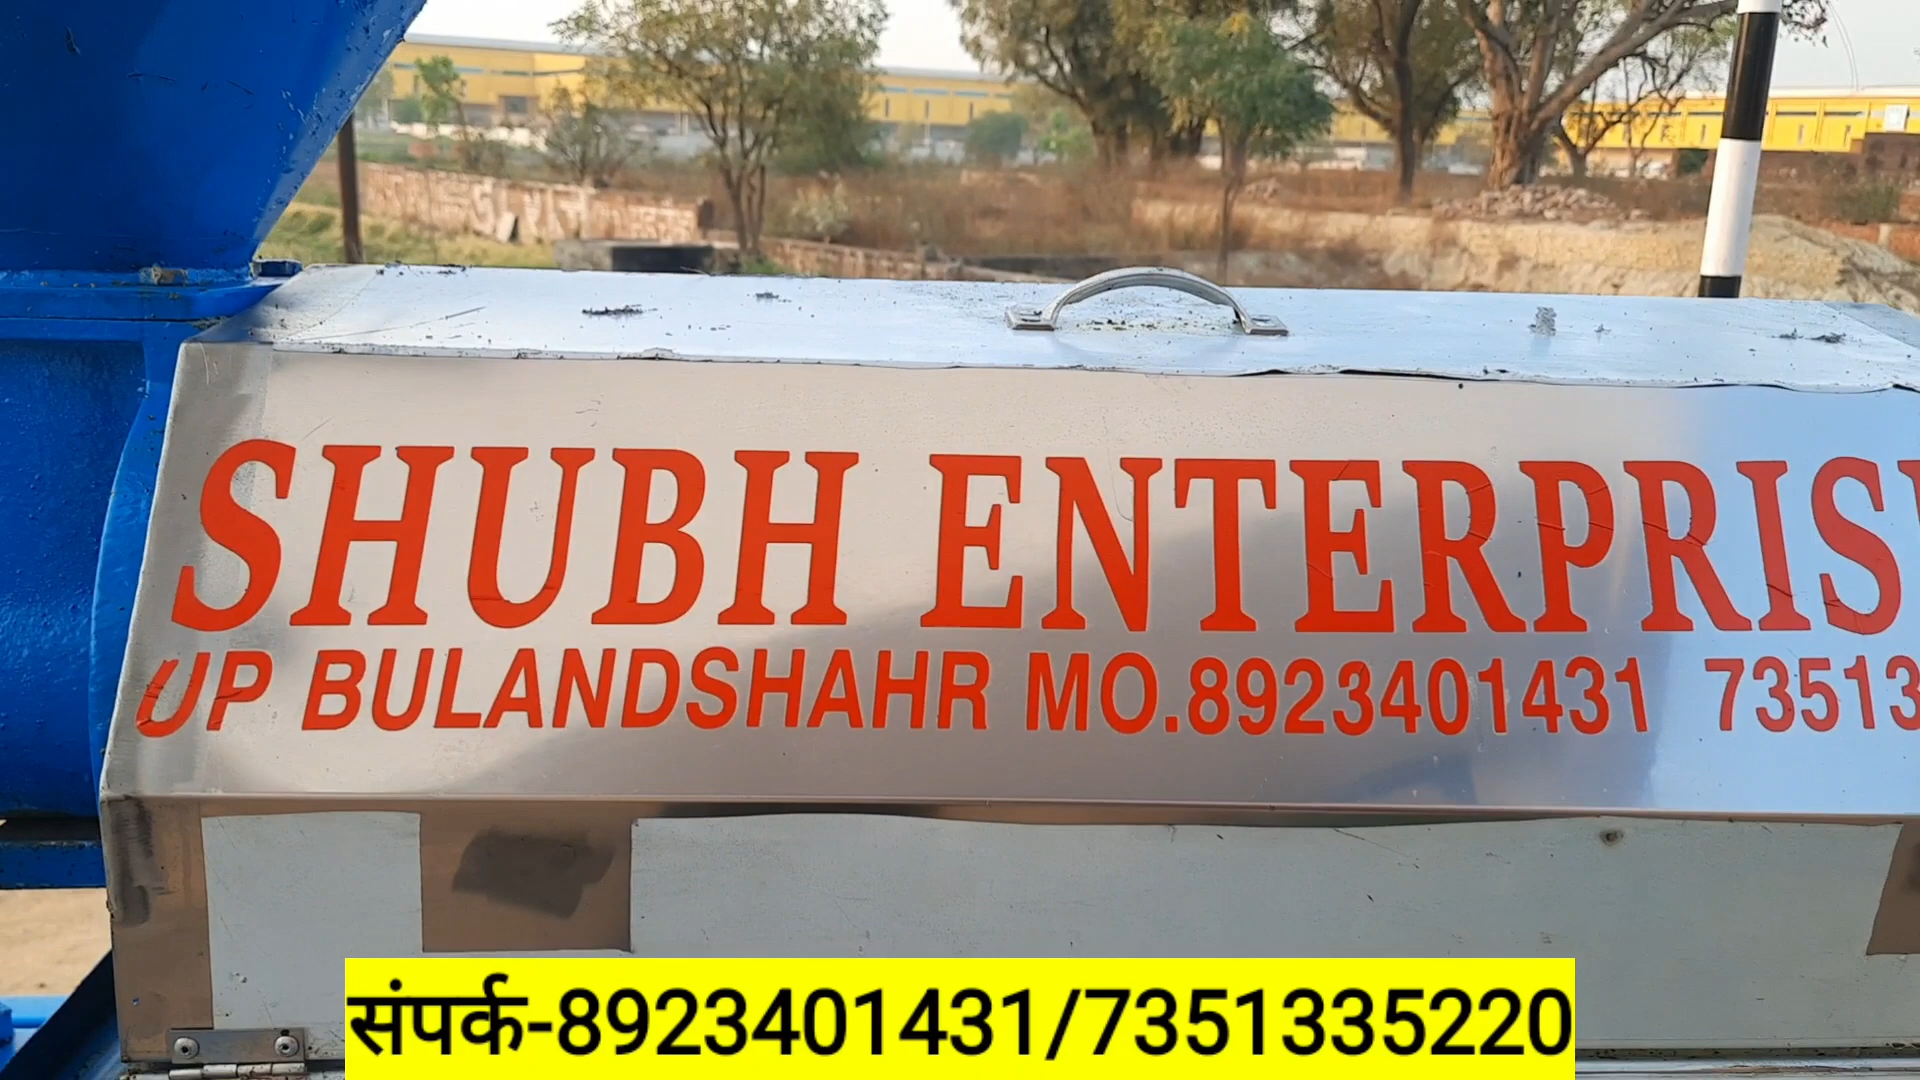 SHUBH ENTERPRIS
UP BULANDSHAHR MO.8923401431 73513
संपर्क-8923401431/7351335220